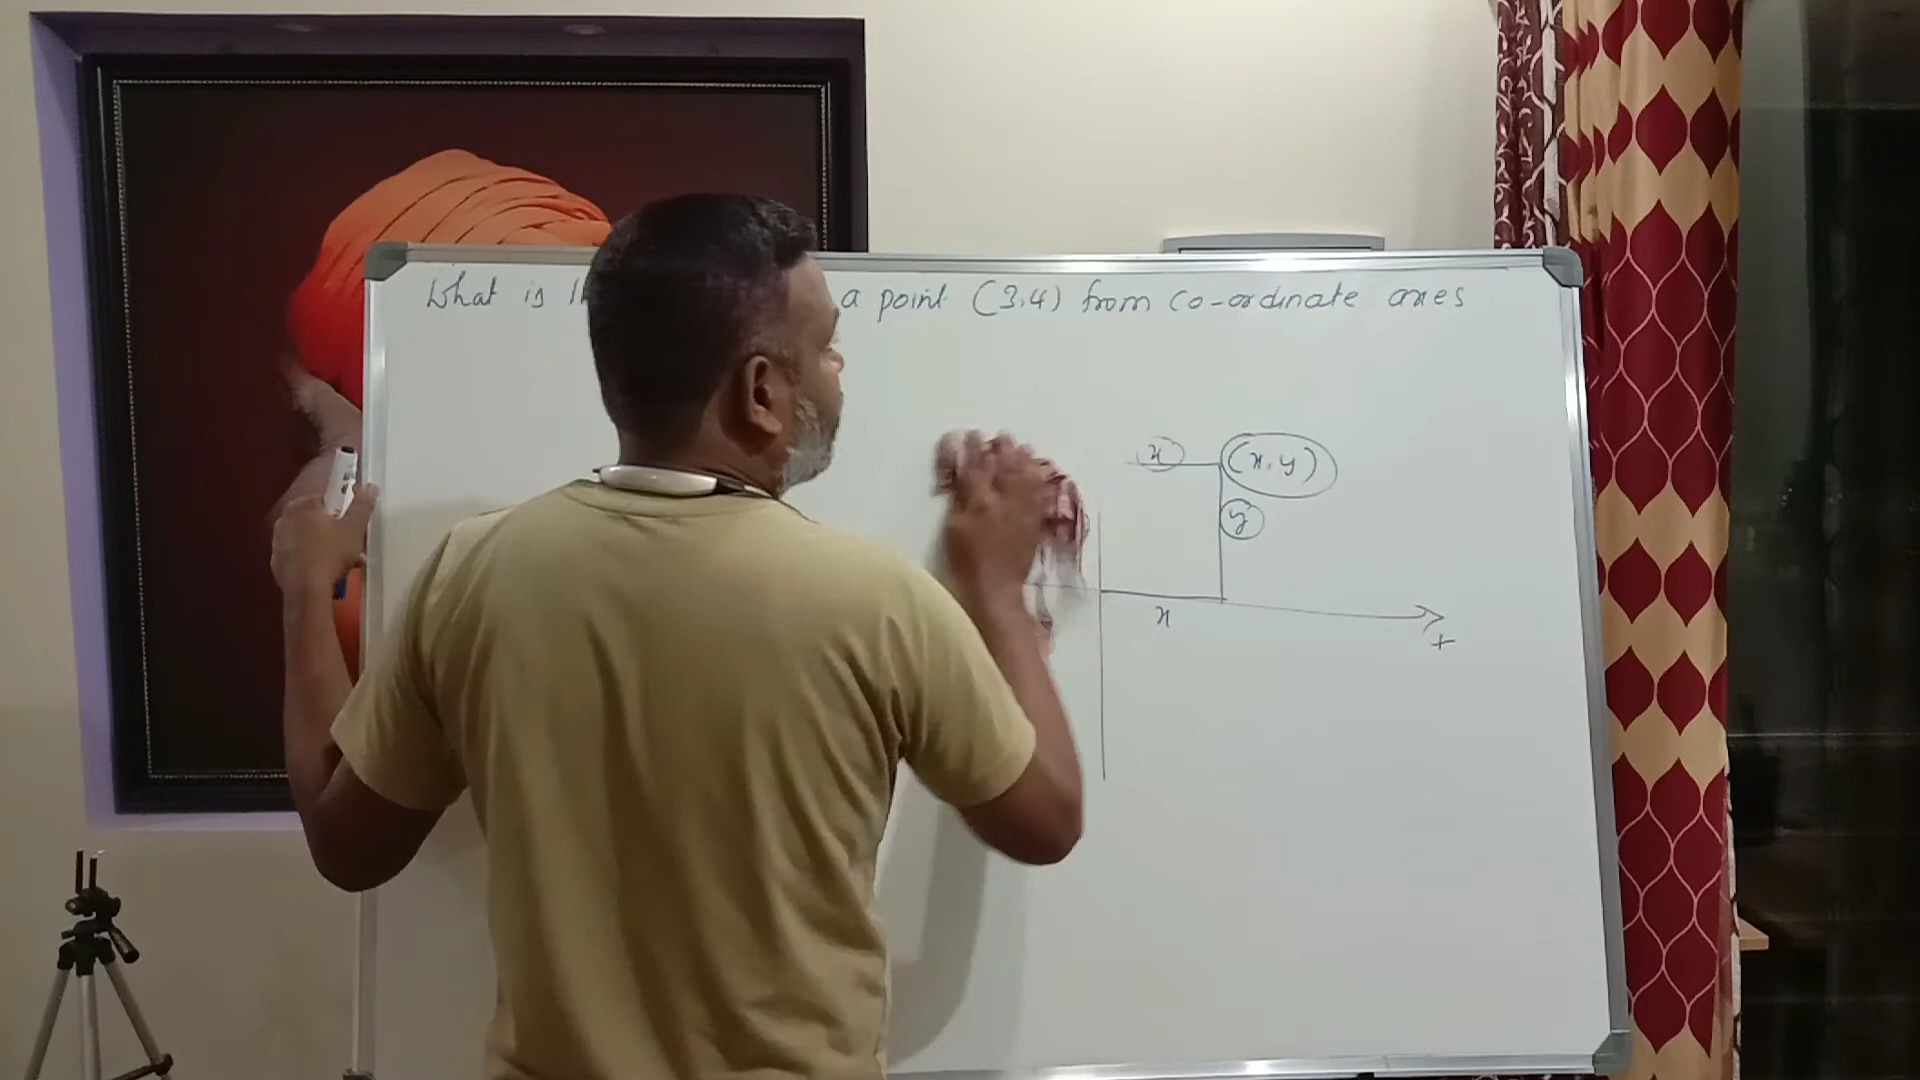 What is a point (3,4) from co-ordinate axes
x (x,y)
y
x
+